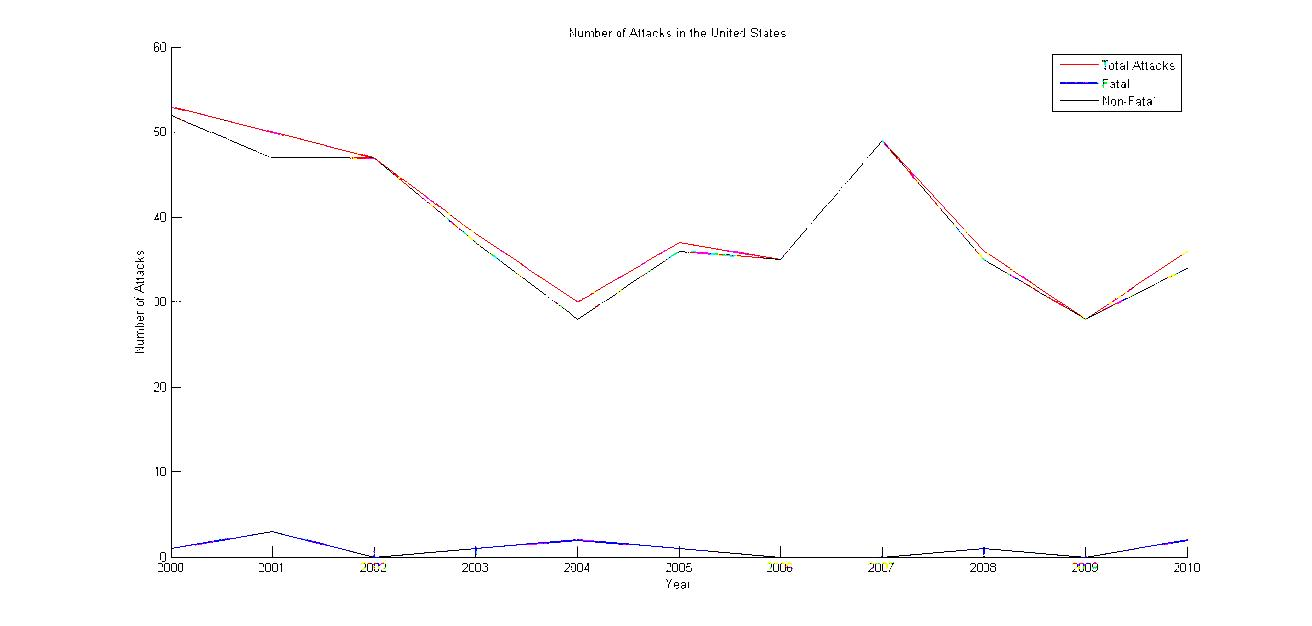 Number of Attacks in the United States
Total Attacks
Fatal
Non-Fatal
60
50
40
30
20
10
0
Number of Attacks
2000 2001 2002 2003 2004 2005 2006 2007 2008 2009 2010
Year